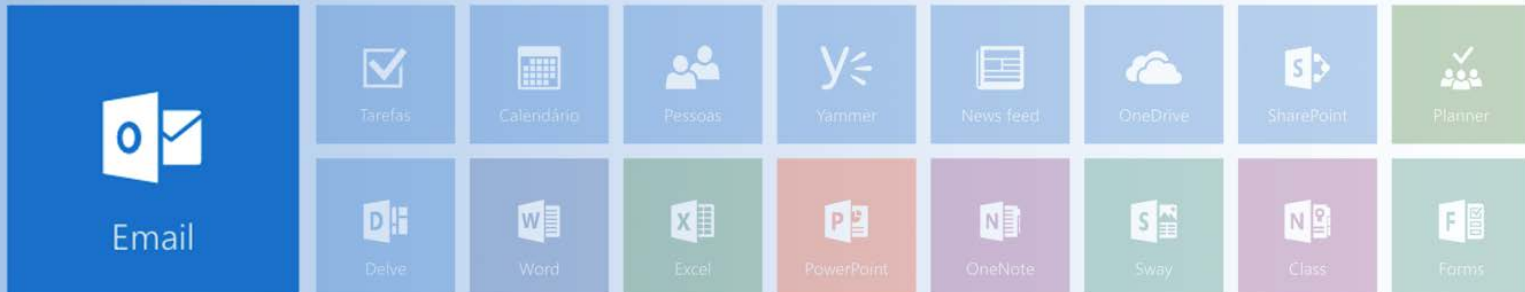 Email
Tarefas
Calendário
Pessoas
Yammer
News feed
OneDrive
SharePoint
Planner
Delve
Word
Excel
PowerPoint
OneNote
Sway
Class
Forms